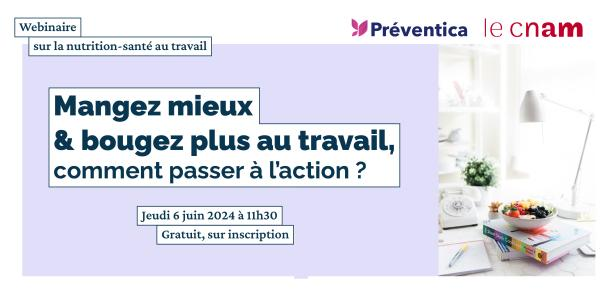 Webinaire
sur la nutrition-santé au travail
Préventica
le cnam
Mangez mieux
& bougez plus au travail,
comment passer à l'action ?
Jeudi 6 juin 2024 à 11h30
Gratuit, sur inscription